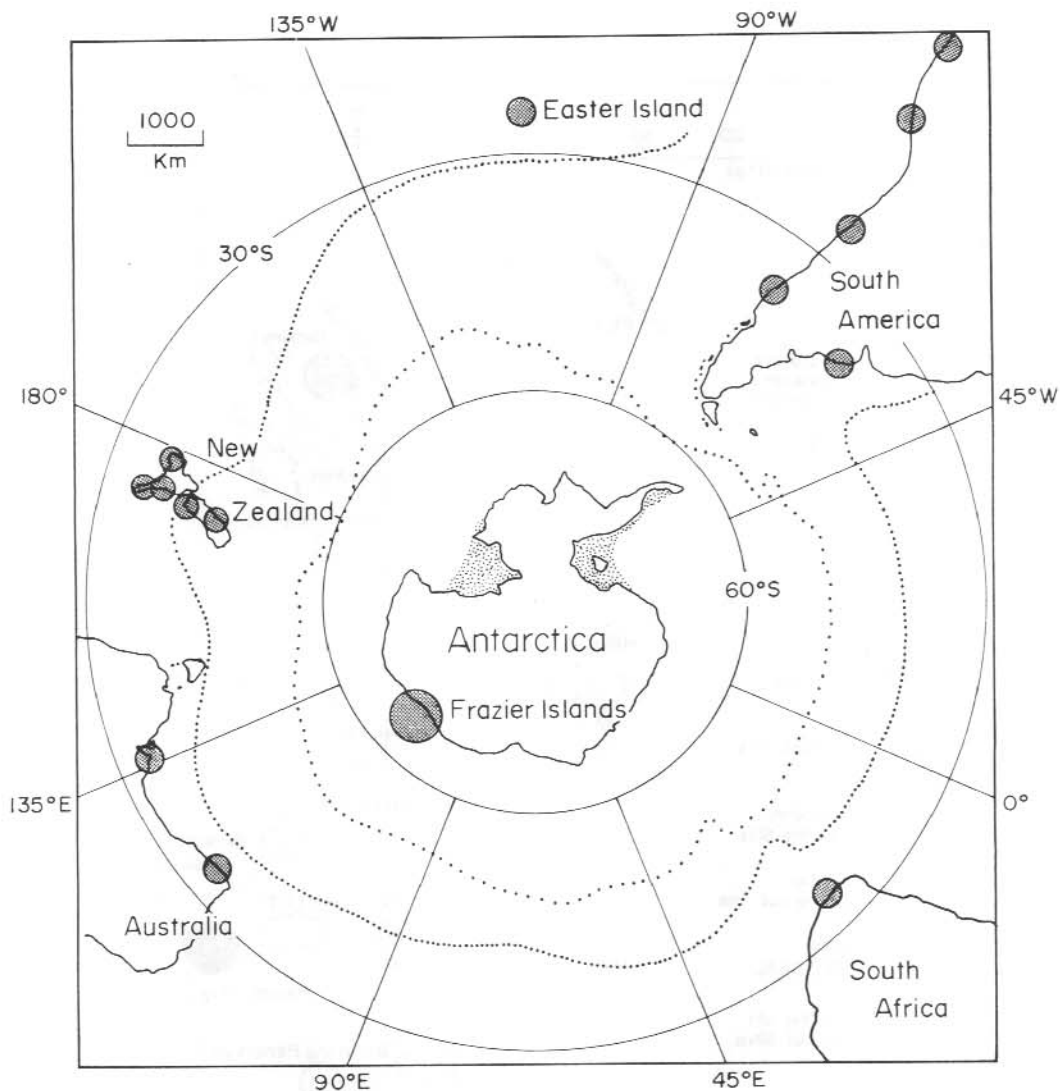 135°W
90°W
1000
Km
Easter Island
30°S
South
America
180°
45°W
New
Zealand
60°S
Antarctica
Frazier Islands
135°E
0°
Australia
South
Africa
90°E
45°E